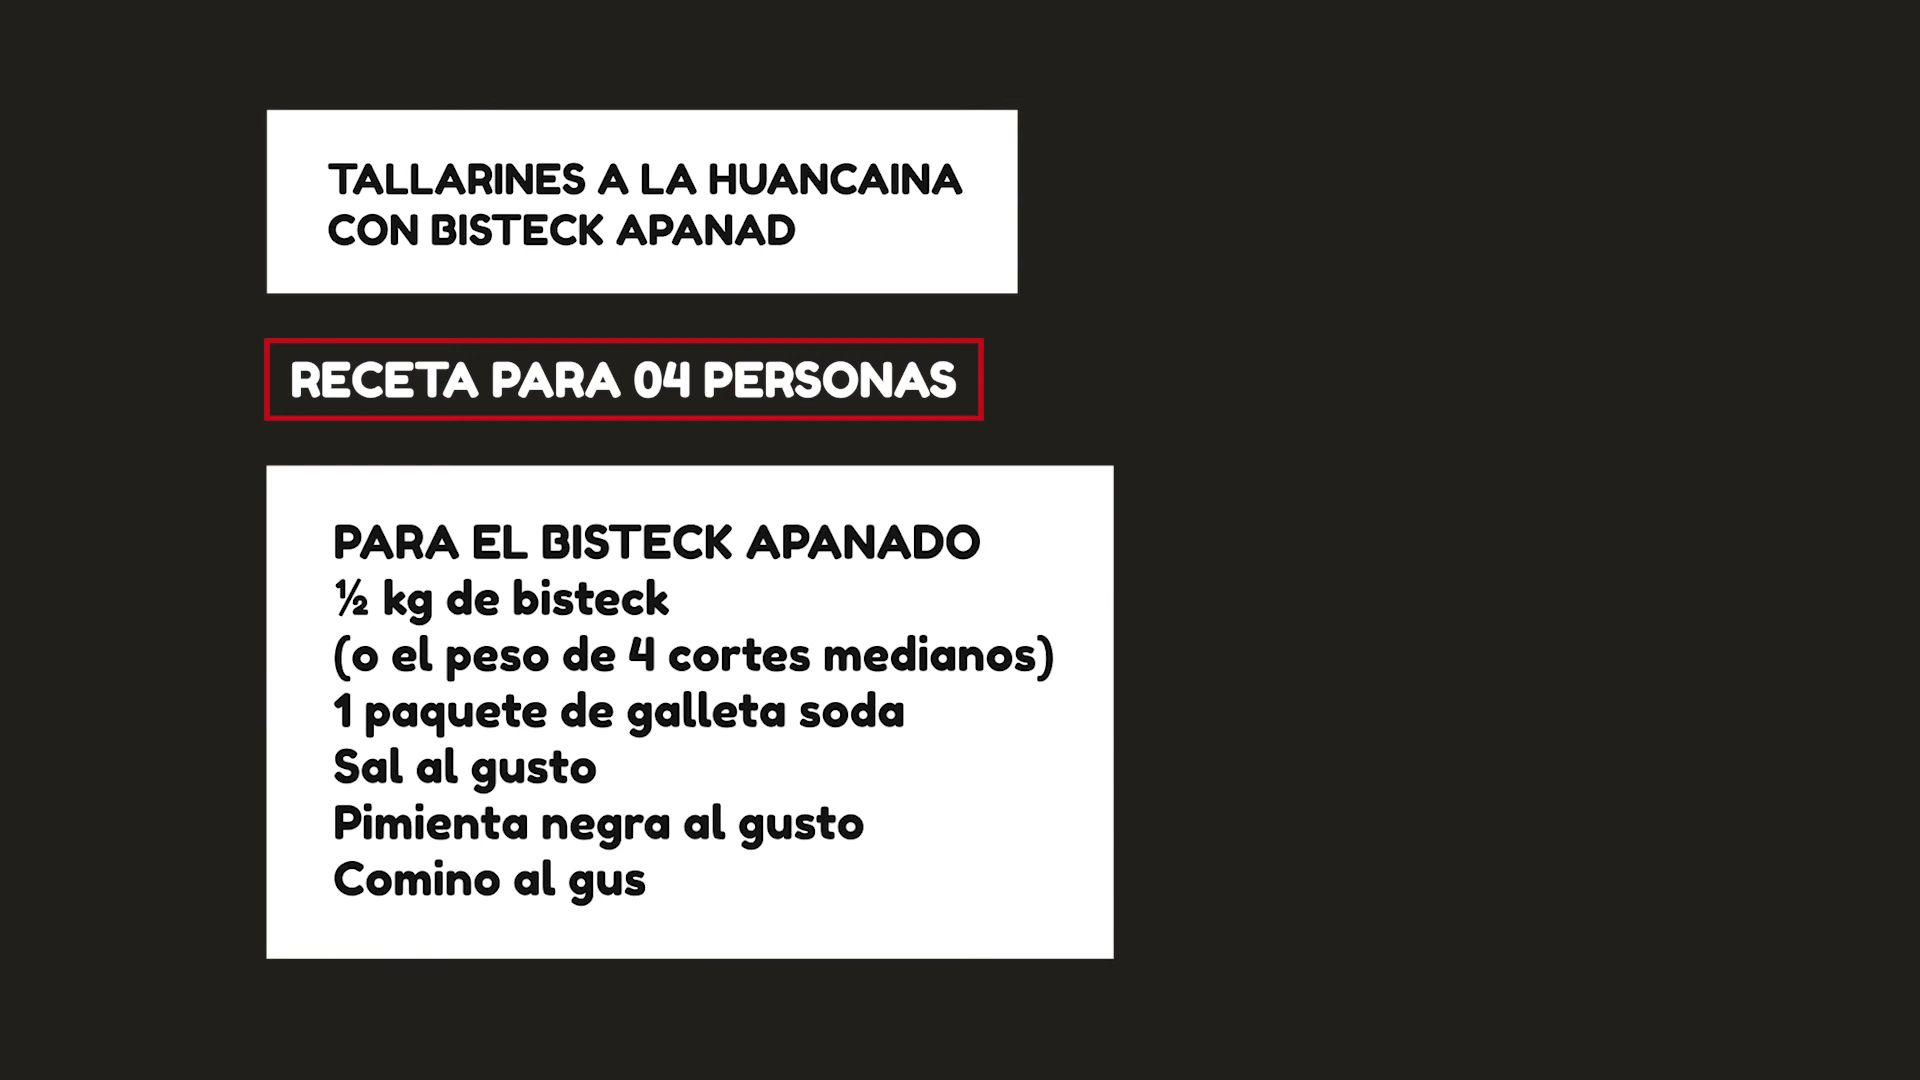 TALLARINES A LA HUANCAINA
CON BISTECK APANAD
RECETA PARA 04 PERSONAS
PARA EL BISTECK APANADO
½ kg de bisteck
(o el peso de 4 cortes medianos)
1 paquete de galleta soda
Sal al gusto
Pimienta negra al gusto
Comino al gus